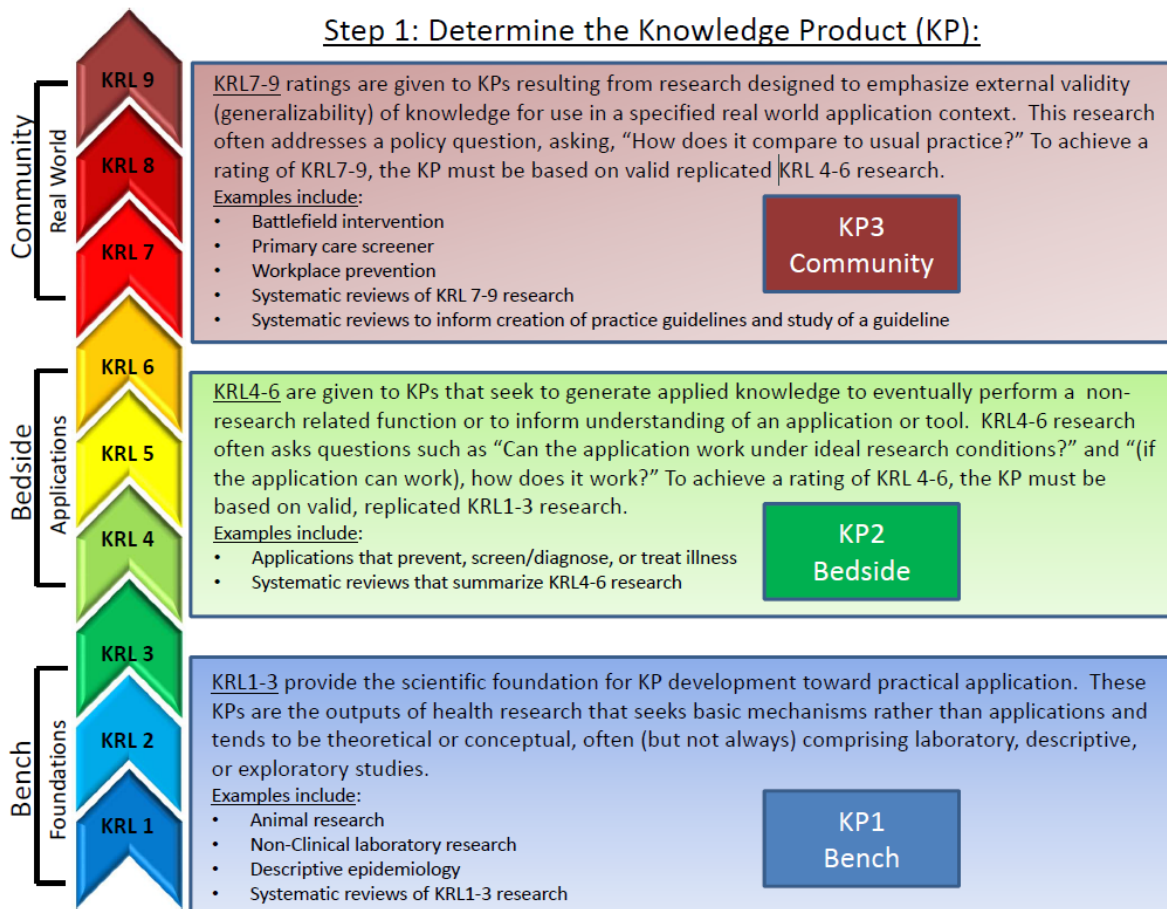 Step 1: Determine the Knowledge Product (KP):
KRL 9
KRL 8
KRL 7
KRL 6
KRL 5
KRL 4
KRL 3
KRL 2
KRL 1
Community
Real World
Bedside
Applications
Bench
Foundations
KRL7-9 ratings are given to KPs resulting from research designed to emphasize external validity
(generalizability) of knowledge for use in a specified real world application context. This research
often addresses a policy question, asking, “How does it compare to usual practice?” To achieve a
rating of KRL7-9, the KP must be based on valid replicated KRL 4-6 research.
Examples include:
• Battlefield intervention
• Primary care screener
• Workplace prevention
• Systematic reviews of KRL 7-9 research
• Systematic reviews to inform creation of practice guidelines and study of a guideline
KP3
Community
KRL4-6 are given to KPs that seek to generate applied knowledge to eventually perform a non-
research related function or to inform understanding of an application or tool. KRL4-6 research
often asks questions such as “Can the application work under ideal research conditions?” and “(if
the application can work), how does it work?” To achieve a rating of KRL 4-6, the KP must be
based on valid, replicated KRL1-3 research.
Examples include:
• Applications that prevent, screen/diagnose, or treat illness
• Systematic reviews that summarize KRL4-6 research
KP2
Bedside
KRL1-3 provide the scientific foundation for KP development toward practical application. These
KPs are the outputs of health research that seeks basic mechanisms rather than applications and
tends to be theoretical or conceptual, often (but not always) comprising laboratory, descriptive,
or exploratory studies.
Examples include:
• Animal research
• Non-Clinical laboratory research
• Descriptive epidemiology
• Systematic reviews of KRL1-3 research
KP1
Bench